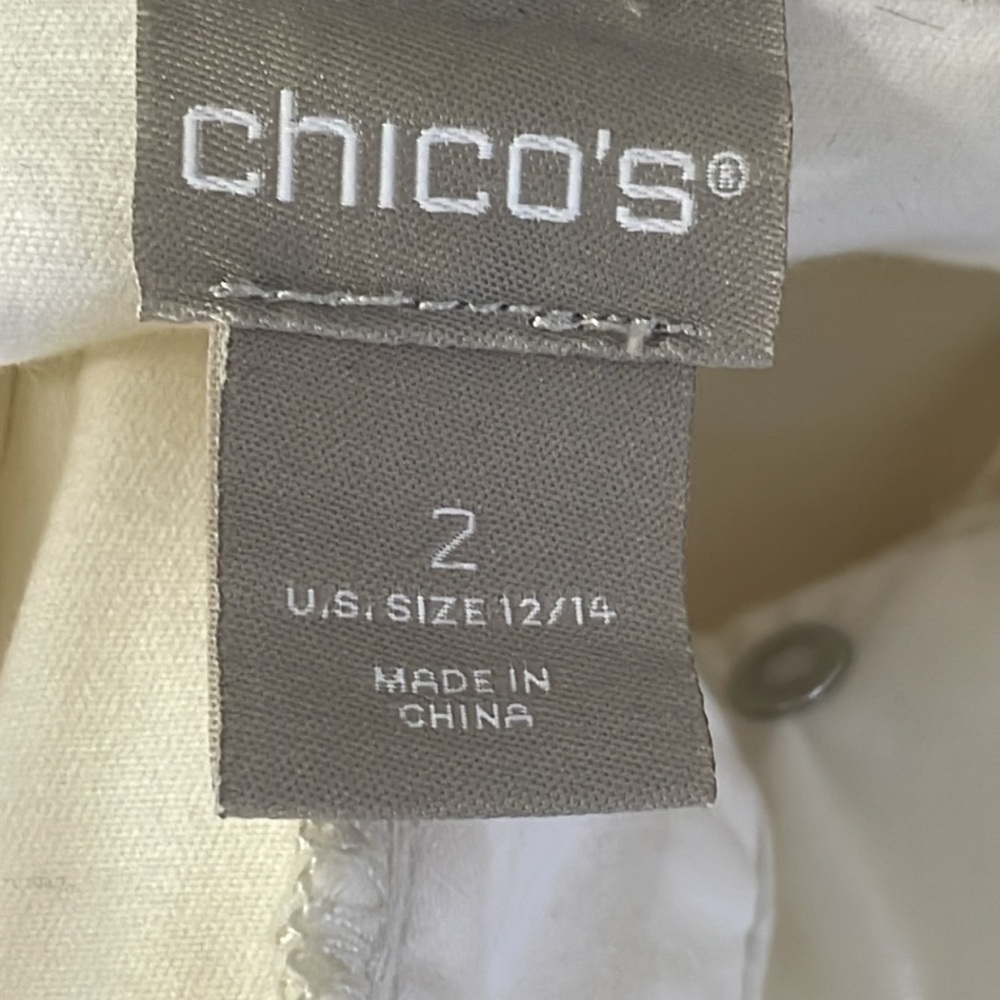 chico's®
2
U.S. SIZE 12/14
MADE IN
CHINA